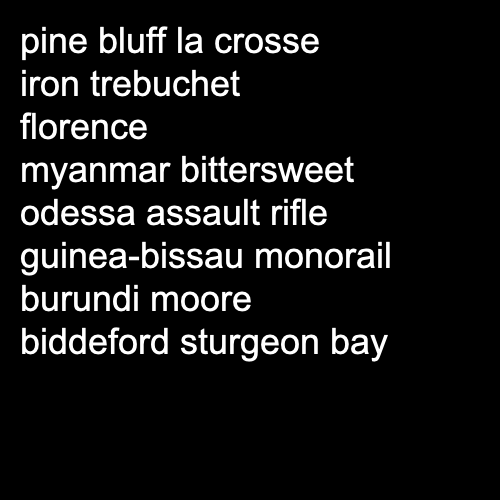 pine bluff la crosse
iron trebuchet
florence
myanmar bittersweet
odessa assault rifle
guinea-bissau monorail
burundi moore
biddeford sturgeon bay